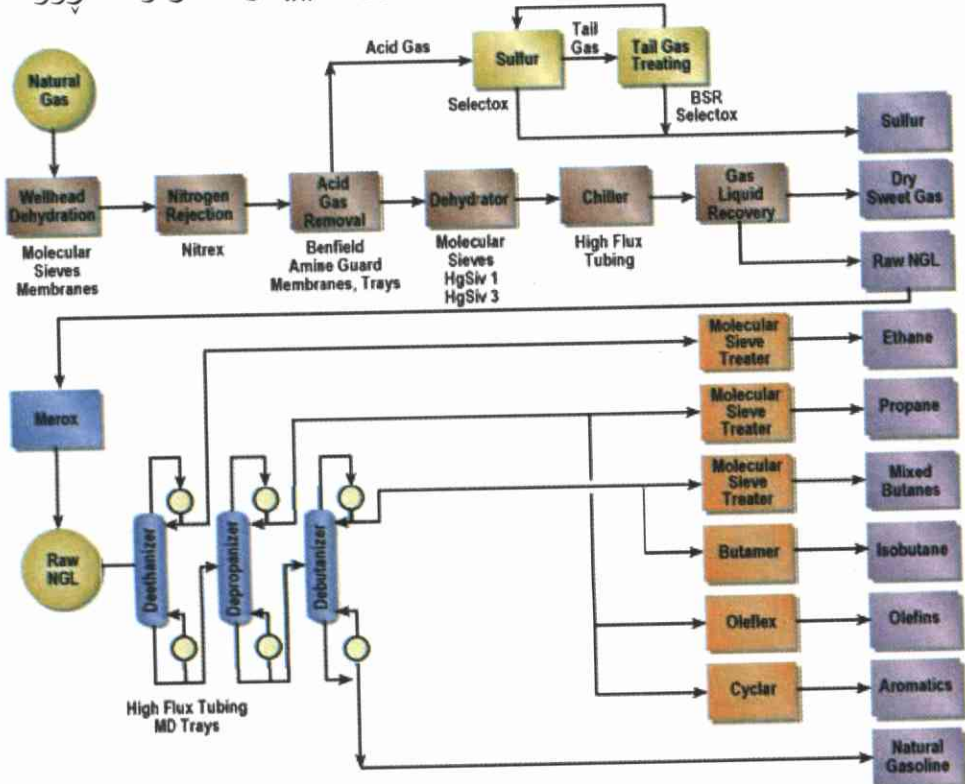 Acid Gas
Sulfur
Tail
Gas
Tail Gas
Treating
Natural
Gas
Selectox
BSR
Selectox
Sulfur
Wellhead
Dehydration
Nitrogen
Rejection
Acid
Gas
Removal
Dehydrator
Chiller
Gas
Liquid
Recovery
Dry
Sweet Gas
Molecular
Sieves
Membranes
Nitrex
Benfield
Amine Guard
Membranes, Trays
Molecular
Sieves
HgSiv 1
HgSiv 3
High Flux
Tubing
Raw NGL
Molecular
Sieve
Treater
Ethane
Merox
Molecular
Sieve
Treater
Propane
Molecular
Sieve
Treater
Mixed
Butanes
Raw
NGL
Deethanizer
Depropanizer
Debutanizer
Butamer
Isobutane
Oleflex
Olefins
Cyclar
Aromatics
High Flux Tubing
MD Trays
Natural
Gasoline